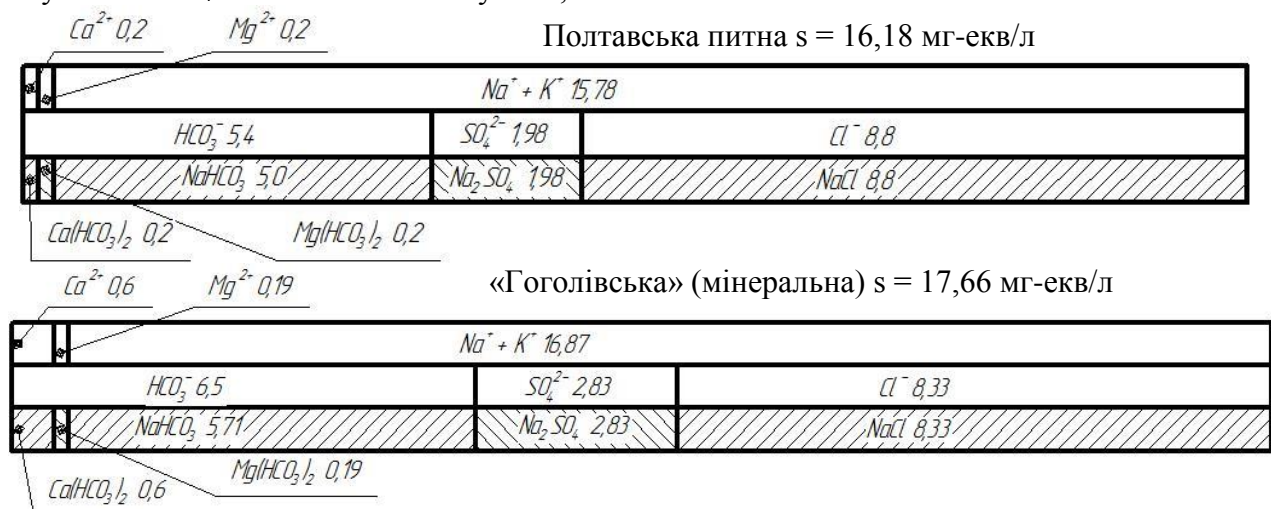 Ca²⁺ 0,2 Mg²⁺ 0,2 Полтавська питна s = 16,18 мг-екв/л
Na⁺ + K⁺ 15,78
HCO₃⁻ 5,4 SO₄²⁻ 1,98 Cl⁻ 8,8
NaHCO₃ 5,0 Na₂SO₄ 1,98 NaCl 8,8
Ca(HCO₃)₂ 0,2 Mg(HCO₃)₂ 0,2
Ca²⁺ 0,6 Mg²⁺ 0,19 «Гоголівська» (мінеральна) s = 17,66 мг-екв/л
Na⁺ + K⁺ 16,87
HCO₃⁻ 6,5 SO₄²⁻ 2,83 Cl⁻ 8,33
NaHCO₃ 5,71 Na₂SO₄ 2,83 NaCl 8,33
Ca(HCO₃)₂ 0,6 Mg(HCO₃)₂ 0,19